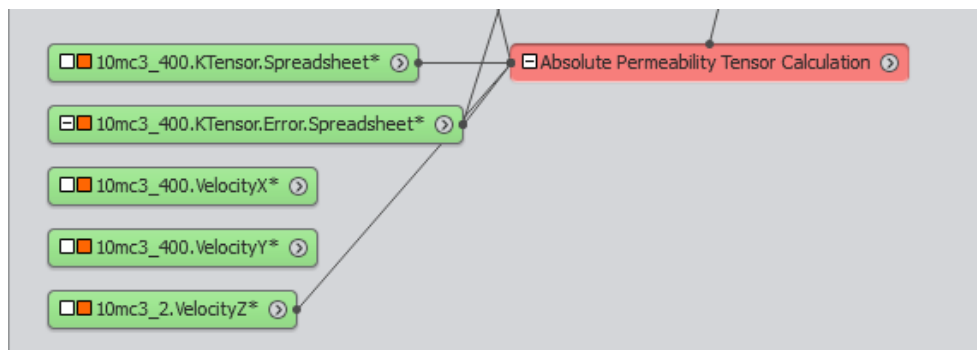 10mc3_400.KTensor.Spreadsheet*
Absolute Permeability Tensor Calculation
10mc3_400.KTensor.Error.Spreadsheet*
10mc3_400.VelocityX*
10mc3_400.VelocityY*
10mc3_2.VelocityZ*